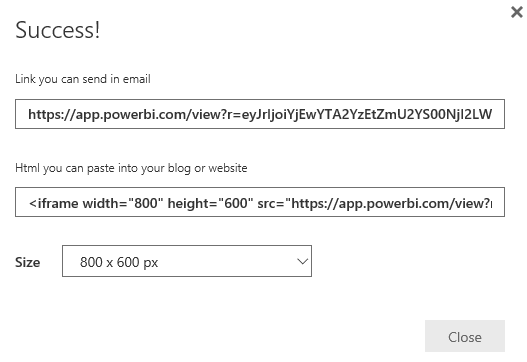 Success!
Link you can send in email
https://app.powerbi.com/view?r=eyJrIjoiYjEwYTA2YzEtZmU2YS00NjI2LW
Html you can paste into your blog or website
<iframe width="800" height="600" src="https://app.powerbi.com/view?r
Size
800 x 600 px
Close